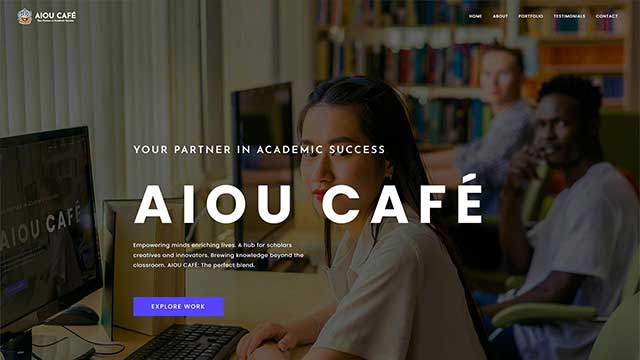 AIOU CAFÉ
Your Partner in Academic Success
HOME ABOUT PORTFOLIO TESTIMONIALS CONTACT
YOUR PARTNER IN ACADEMIC SUCCESS
AIOU CAFÉ
Empowering minds enriching lives. A hub for scholars
creatives and innovators. Brewing knowledge beyond the
classroom. AIOU CAFÉ: The perfect blend.
EXPLORE WORK
AIOU CAFÉ